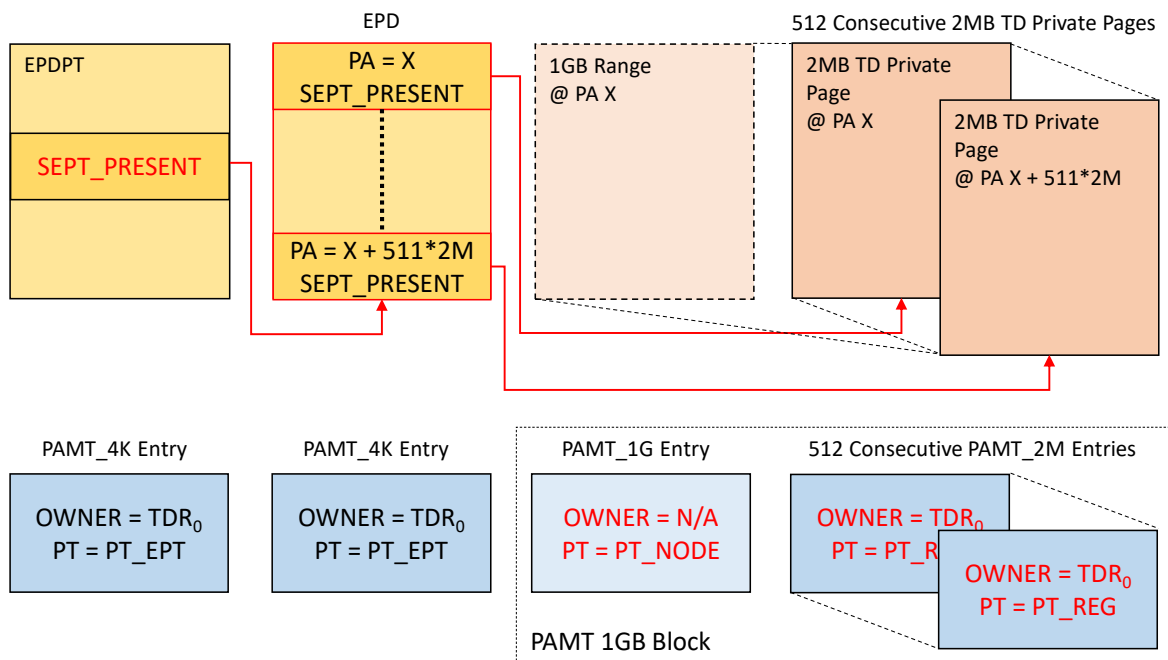 EPD
512 Consecutive 2MB TD Private Pages
EPDPT
SEPT_PRESENT
PA = X
SEPT_PRESENT
PA = X + 511*2M
SEPT_PRESENT
1GB Range
@ PA X
2MB TD Private
Page
@ PA X
2MB TD Private
Page
@ PA X + 511*2M
PAMT_4K Entry
PAMT_4K Entry
PAMT_1G Entry
512 Consecutive PAMT_2M Entries
OWNER = TDR₀
PT = PT_EPT
OWNER = TDR₀
PT = PT_EPT
OWNER = N/A
PT = PT_NODE
OWNER = TDR₀
PT =
OWNER = TDR₀
PT = PT_REG
PAMT 1GB Block